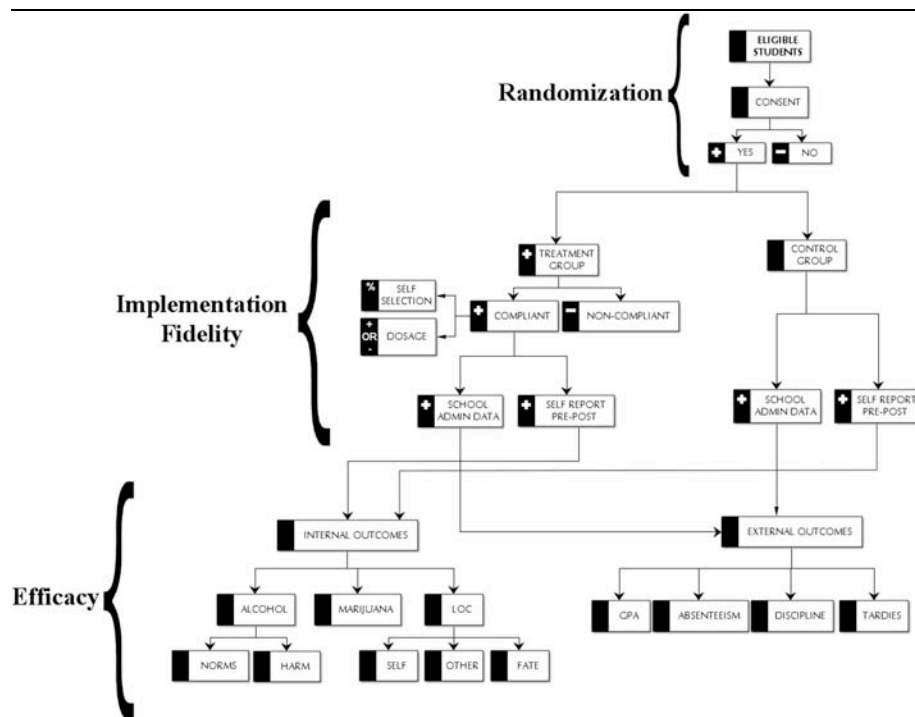 ELIGIBLE
STUDENTS
Randomization
CONSENT
+ YES
− NO
+ TREATMENT
GROUP
CONTROL
GROUP
% SELF
SELECTION
Implementation
Fidelity
+ COMPLIANT
− NON-COMPLIANT
+
OR DOSAGE
-
+ SCHOOL
ADMIN DATA
+ SELF REPORT
PRE-POST
+ SCHOOL
ADMIN DATA
+ SELF REPORT
PRE-POST
INTERNAL OUTCOMES
EXTERNAL OUTCOMES
Efficacy
ALCOHOL
MARIJUANA
LOC
GPA
ABSENTEEISM
DISCIPLINE
TARDIES
NORMS
HARM
SELF
OTHER
FATE